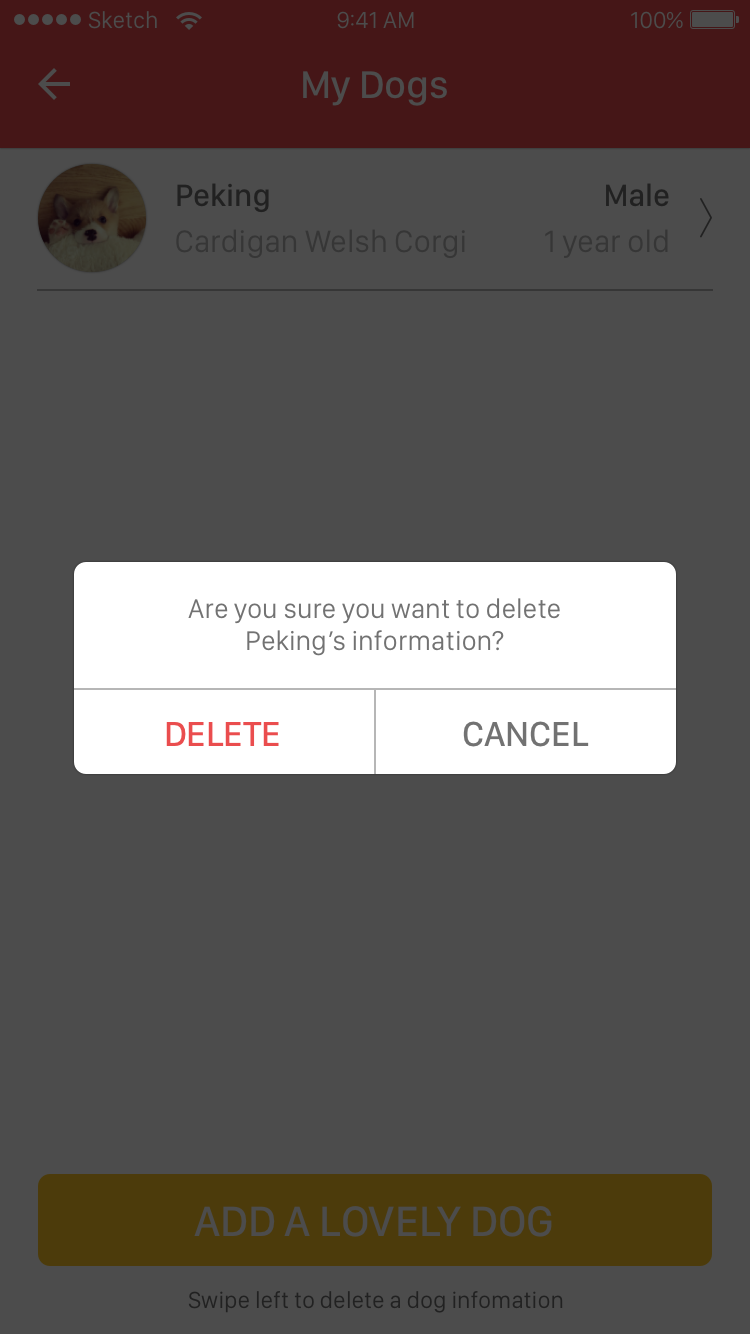 Sketch 9:41 AM 100%
My Dogs
Peking Male
Cardigan Welsh Corgi 1 year old
Are you sure you want to delete
Peking’s information?
DELETE CANCEL
ADD A LOVELY DOG
Swipe left to delete a dog infomation